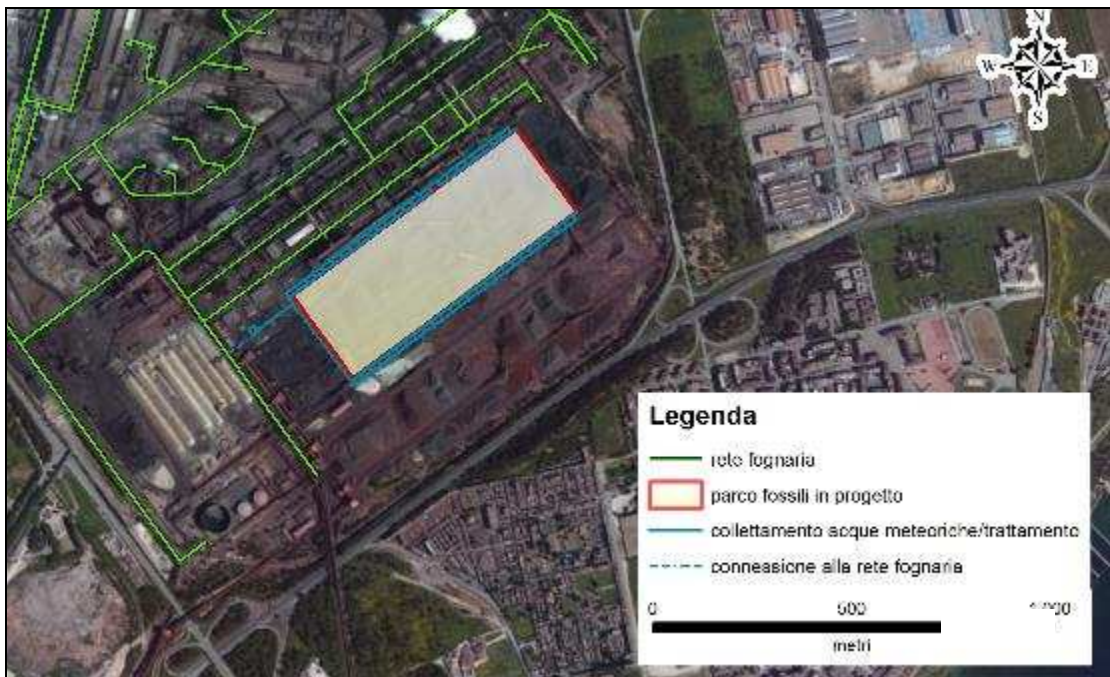 N
W E
S
Legenda
rete fognaria
parco fossili in progetto
collettamento acque meteoriche/trattamento
connessione alla rete fognaria
0 500
metri